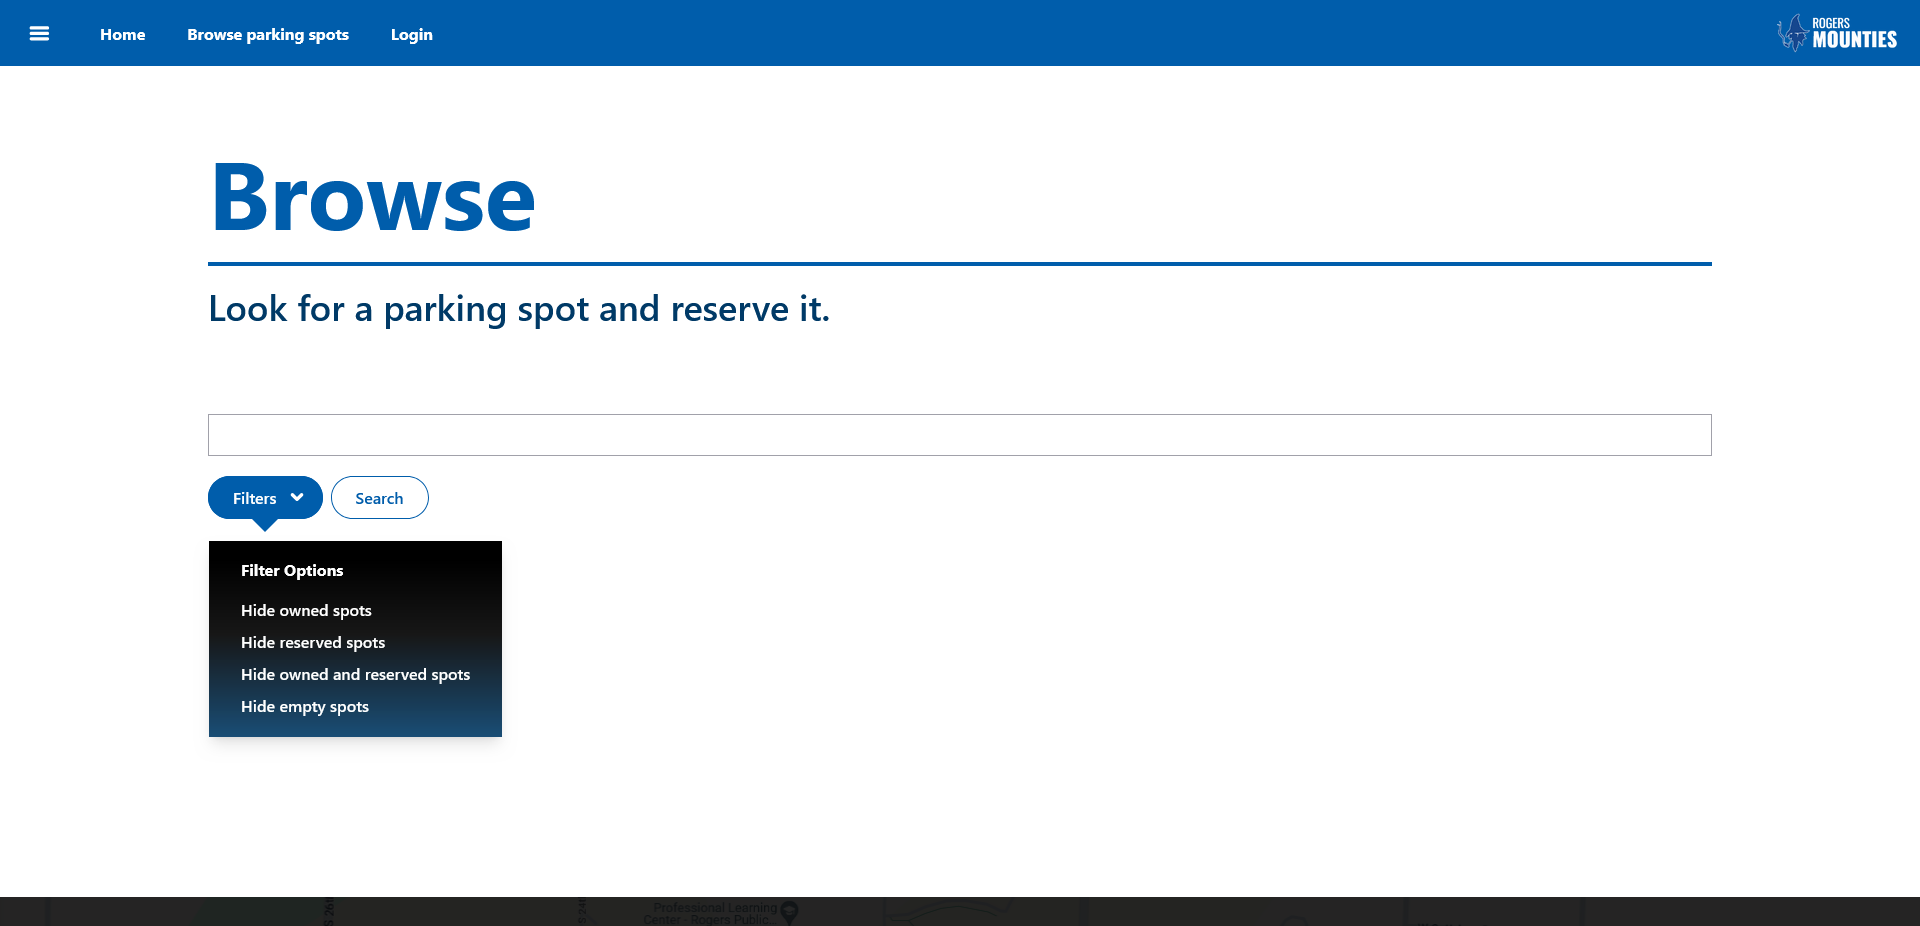 Home
Browse parking spots
Login
ROGERS
MOUNTIES
Browse
Look for a parking spot and reserve it.
Filters
Search
Filter Options
Hide owned spots
Hide reserved spots
Hide owned and reserved spots
Hide empty spots
Professional Learning
Center - Rogers Public...